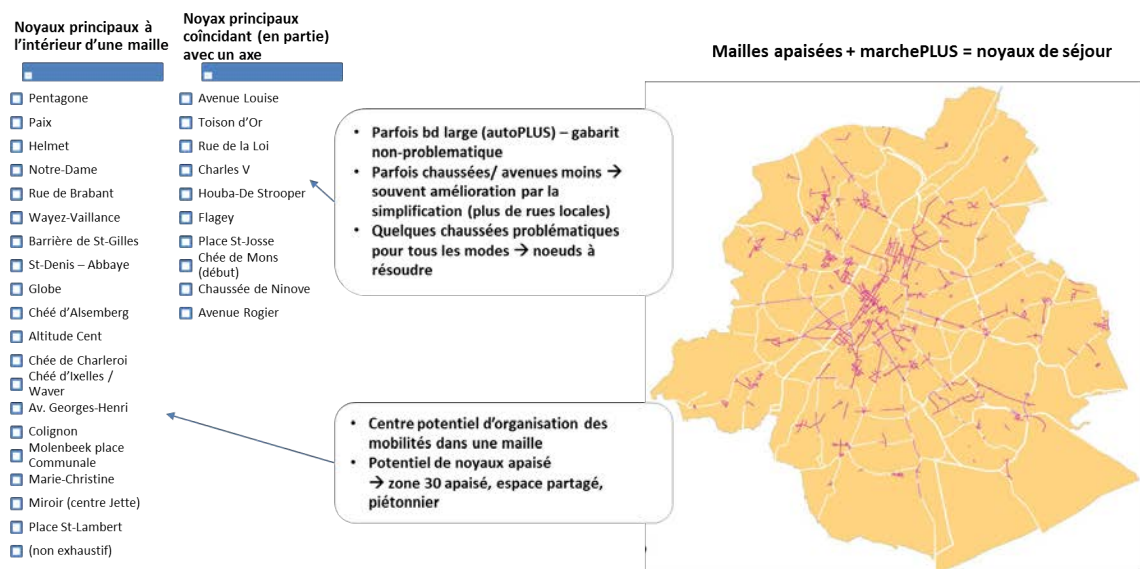 Noyaux principaux à
l'intérieur d'une maille
Pentagone
Paix
Helmet
Notre-Dame
Rue de Brabant
Wayez-Vaillance
Barrière de St-Gilles
St-Denis – Abbaye
Globe
Chéé d'Alsemberg
Altitude Cent
Chée de Charleroi
Chéé d'Ixelles /
Waver
Av. Georges-Henri
Colignon
Molenbeek place
Communale
Marie-Christine
Miroir (centre Jette)
Place St-Lambert
(non exhaustif)
Noyax principaux
coîncidant (en partie)
avec un axe
Avenue Louise
Toison d'Or
Rue de la Loi
Charles V
Houba-De Strooper
Flagey
Place St-Josse
Chée de Mons
(début)
Chaussée de Ninove
Avenue Rogier
• Parfois bd large (autoPLUS) – gabarit
non-problematique
• Parfois chaussées/ avenues moins →
souvent amélioration par la
simplification (plus de rues locales)
• Quelques chaussées problématiques
pour tous les modes → noeuds à
résoudre
• Centre potentiel d'organisation des
mobilités dans une maille
• Potentiel de noyaux apaisé
→ zone 30 apaisé, espace partagé,
piétonnier
Mailles apaisées + marchePLUS = noyaux de séjour